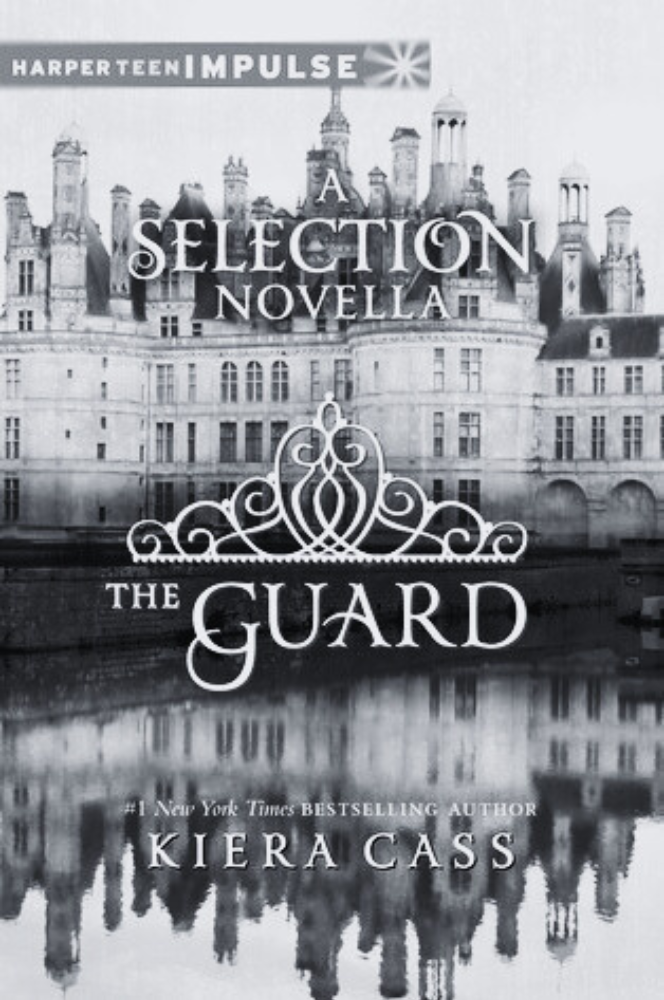 HARPERTEEN IMPULSE
A
SELECTION
NOVELLA
THE GUARD
#1 New York Times BESTSELLING AUTHOR
KIERA CASS